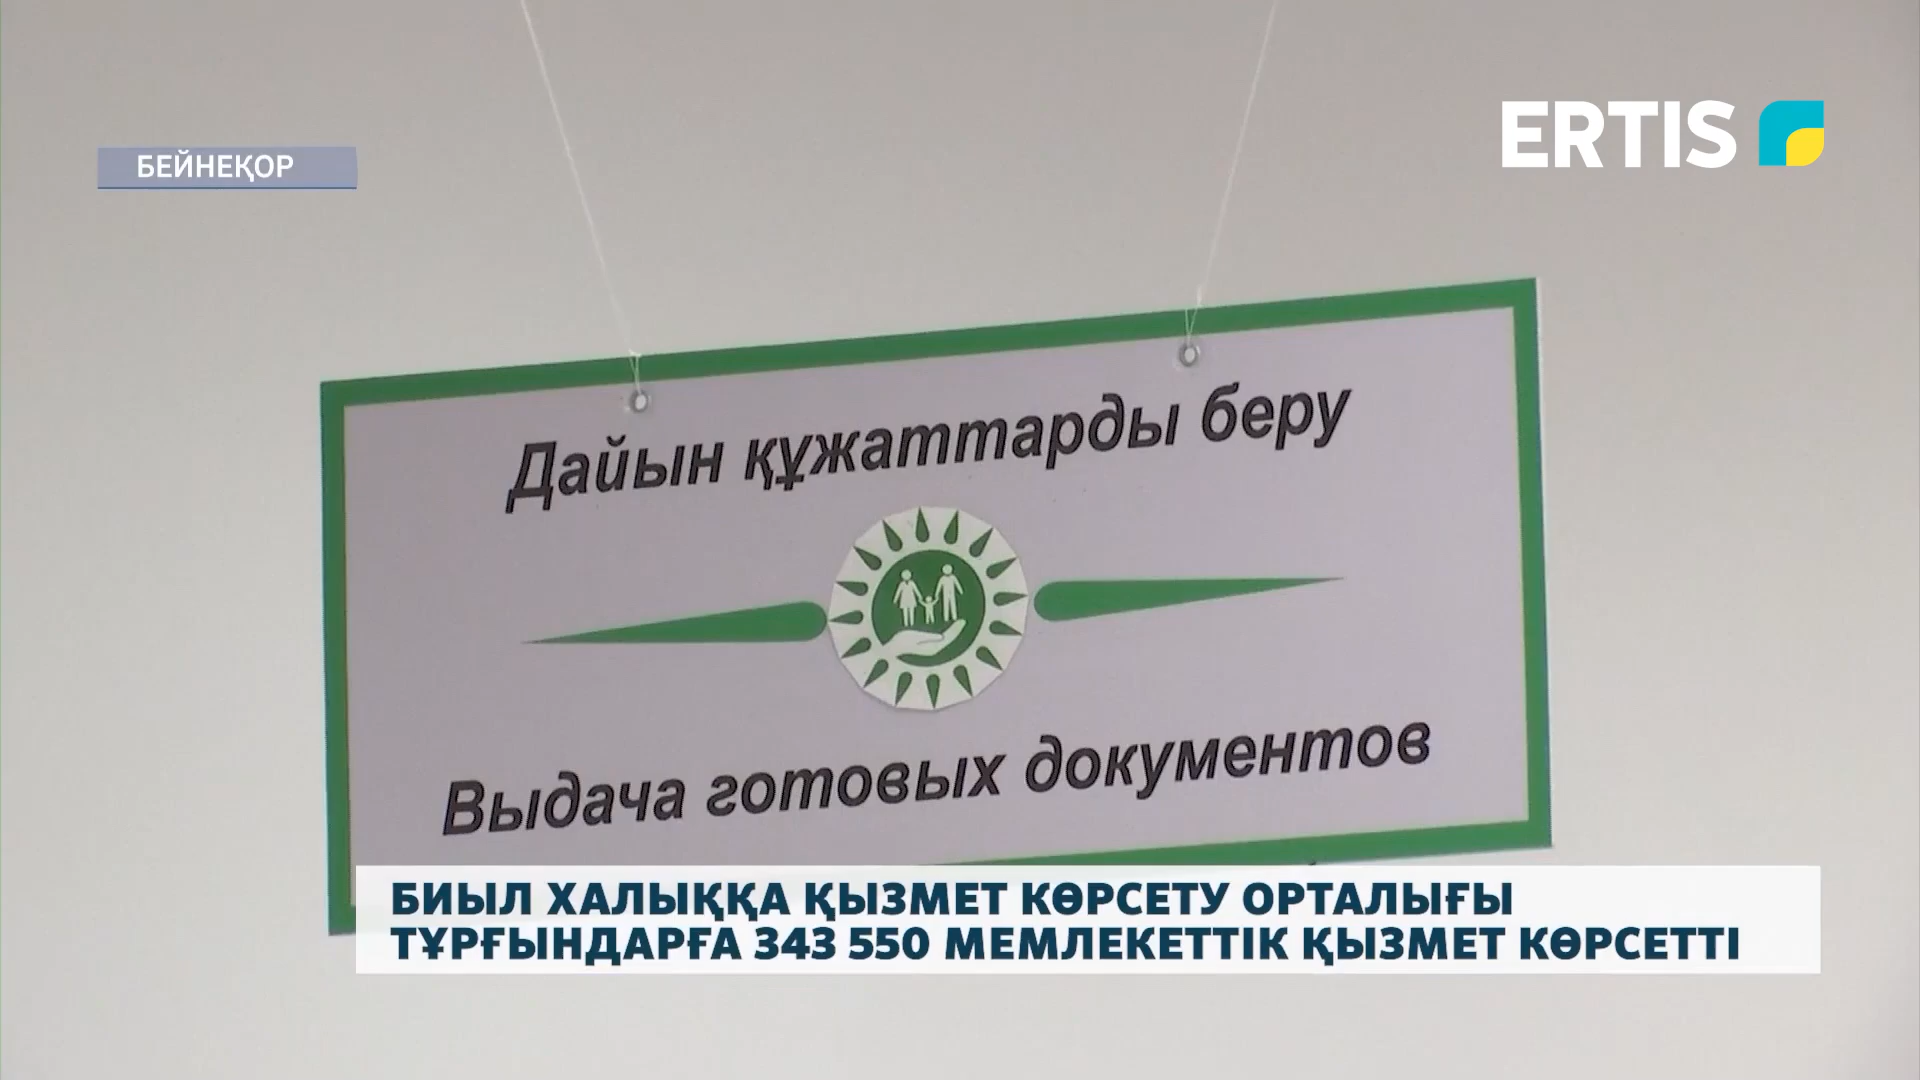 БЕЙНЕҚОР
ERTIS
Дайын құжаттарды беру
Выдача готовых документов
БИЫЛ ХАЛЫҚҚА ҚЫЗМЕТ КӨРСЕТУ ОРТАЛЫҒЫ
ТҰРҒЫНДАРҒА 343 550 МЕМЛЕКЕТТІК ҚЫЗМЕТ КӨРСЕТТІ